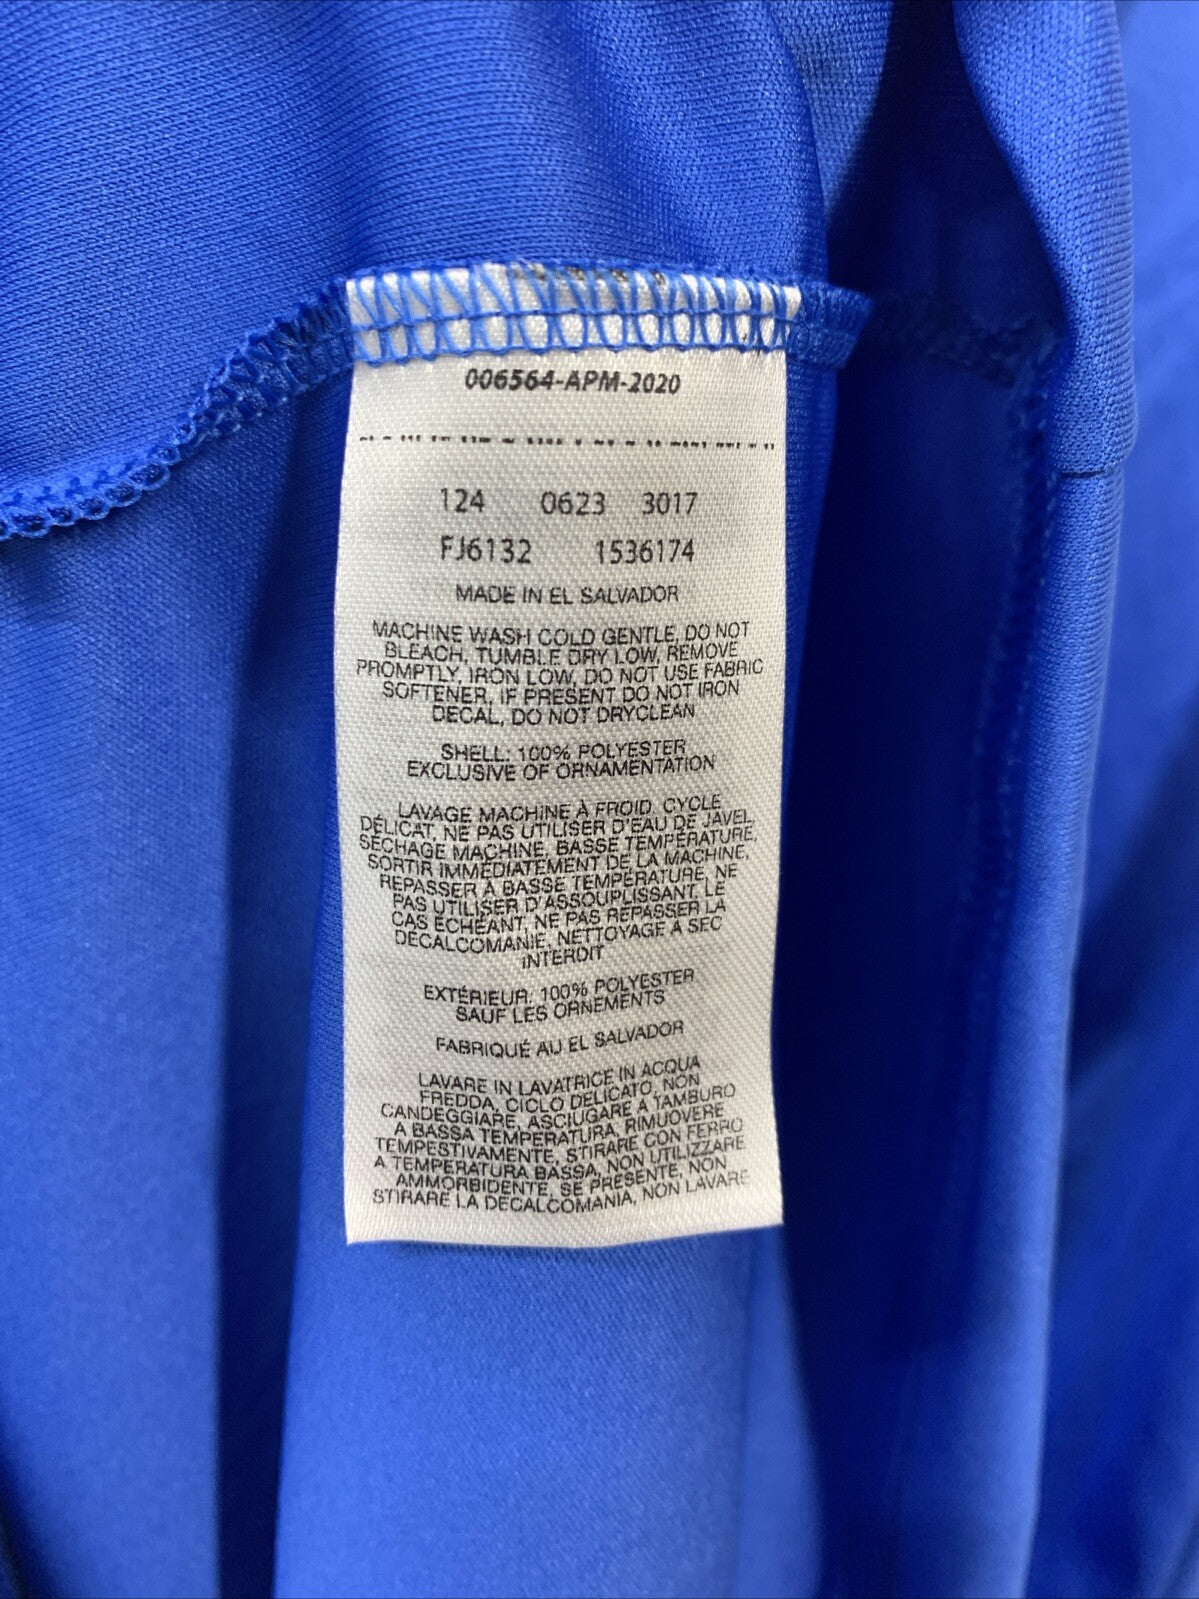 006564-APM-2020
124 0623 3017
FJ6132 1536174
MADE IN EL SALVADOR
MACHINE WASH COLD GENTLE, DO NOT
BLEACH, TUMBLE DRY LOW, REMOVE
PROMPTLY, IRON LOW, DO NOT USE FABRIC
SOFTENER, IF PRESENT DO NOT IRON
DECAL, DO NOT DRYCLEAN
SHELL: 100% POLYESTER
EXCLUSIVE OF ORNAMENTATION
LAVAGE MACHINE À FROID, CYCLE
DÉLICAT, NE PAS UTILISER D'EAU DE JAVEL,
SÉCHAGE MACHINE, BASSE TEMPÉRATURE,
SORTIR IMMÉDIATEMENT DE LA MACHINE,
REPASSER À BASSE TEMPÉRATURE, NE
PAS UTILISER D'ASSOUPLISSANT, LE
CAS ÉCHÉANT, NE PAS REPASSER LA
DÉCALCOMANIE, NETTOYAGE A SEC
INTERDIT
EXTÉRIEUR: 100% POLYESTER
SAUF LES ORNEMENTS
FABRIQUÉ AU EL SALVADOR
LAVARE IN LAVATRICE IN ACQUA
FREDDA, CICLO DELICATO, NON
CANDEGGIARE, ASCIUGARE A TAMBURO
A BASSA TEMPERATURA, RIMUOVERE
TEMPESTIVAMENTE, STIRARE CON FERRO
A TEMPERATURA BASSA, NON UTILIZZARE
AMMORBIDENTE, SE PRESENTE, NON
STIRARE LA DECALCOMANIA, NON LAVARE